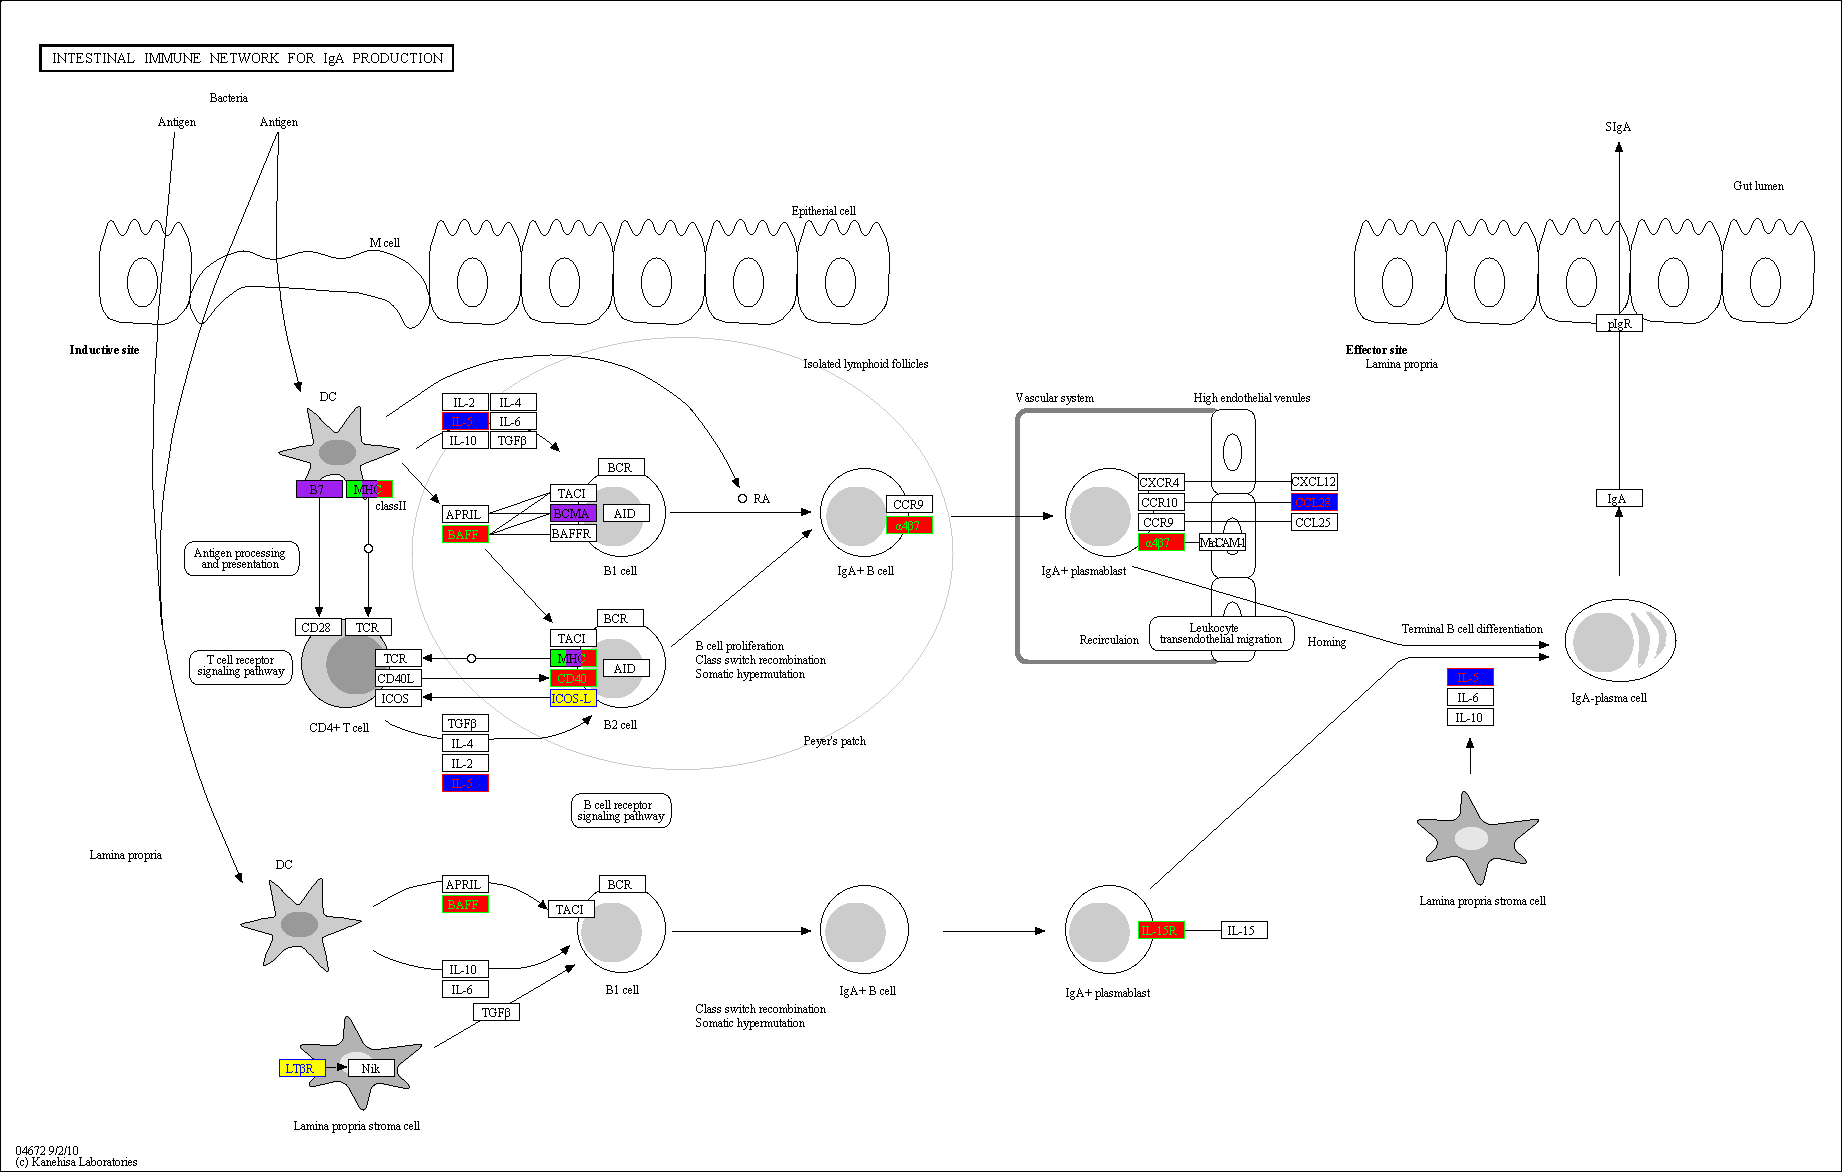 INTESTINAL IMMUNE NETWORK FOR IgA PRODUCTION
Bacteria
Antigen
Antigen
SIgA
Gut lumen
Epitherial cell
M cell
pIgR
Inductive site
Effector site
Lamina propria
Isolated lymphoid follicles
DC
IL-2
IL-4
IL-5
IL-6
IL-10
TGFβ
B7
MHC
classII
APRIL
BAFF
BCR
TACI
BCMA
BAFFR
AID
B1 cell
RA
CCR9
α4β7
IgA+ B cell
Vascular system
High endothelial venules
CXCR4
CXCL12
CCR10
CCL28
CCR9
CCL25
α4β7
MAdCAM-1
IgA+ plasmablast
IgA
Antigen processing
and presentation
CD28
TCR
T cell receptor
signaling pathway
TCR
CD40L
ICOS
CD4+ T cell
BCR
TACI
MHC
CD40
ICOS-L
AID
B2 cell
B cell proliferation
Class switch recombination
Somatic hypermutation
Recirculaion
Leukocyte
transendothelial migration
Homing
Terminal B cell differentiation
IL-5
IL-6
IL-10
IgA-plasma cell
TGFβ
IL-4
IL-2
IL-5
Peyer's patch
B cell receptor
signaling pathway
Lamina propria
DC
APRIL
BAFF
IL-10
IL-6
TGFβ
BCR
TACI
B1 cell
Class switch recombination
Somatic hypermutation
IgA+ B cell
IL-15R
IL-15
IgA+ plasmablast
Lamina propria stroma cell
LTβR
Nik
Lamina propria stroma cell
04672 9/2/10
(c) Kanehisa Laboratories